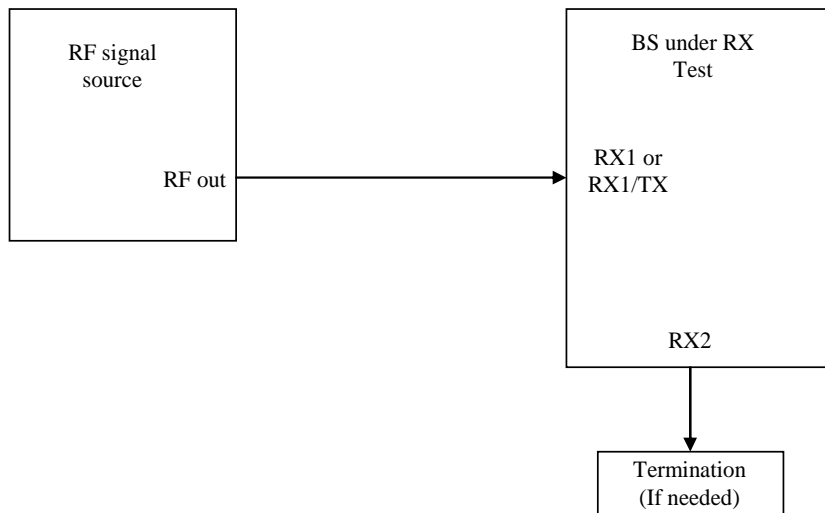 RF signal
source
RF out
BS under RX
Test
RX1 or
RX1/TX
RX2
Termination
(If needed)